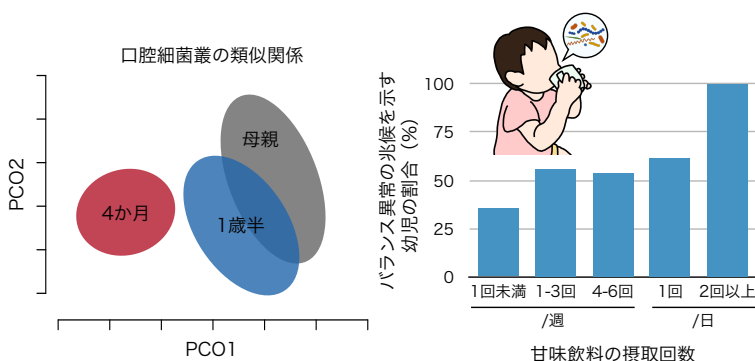 口腔細菌叢の類似関係
PCO2
4か月
母親
1歳半
PCO1
バランス異常の兆候を示す
幼児の割合（%）
100
75
50
25
0
1回未満 1-3回 4-6回 1回 2回以上
/週 /日
甘味飲料の摂取回数